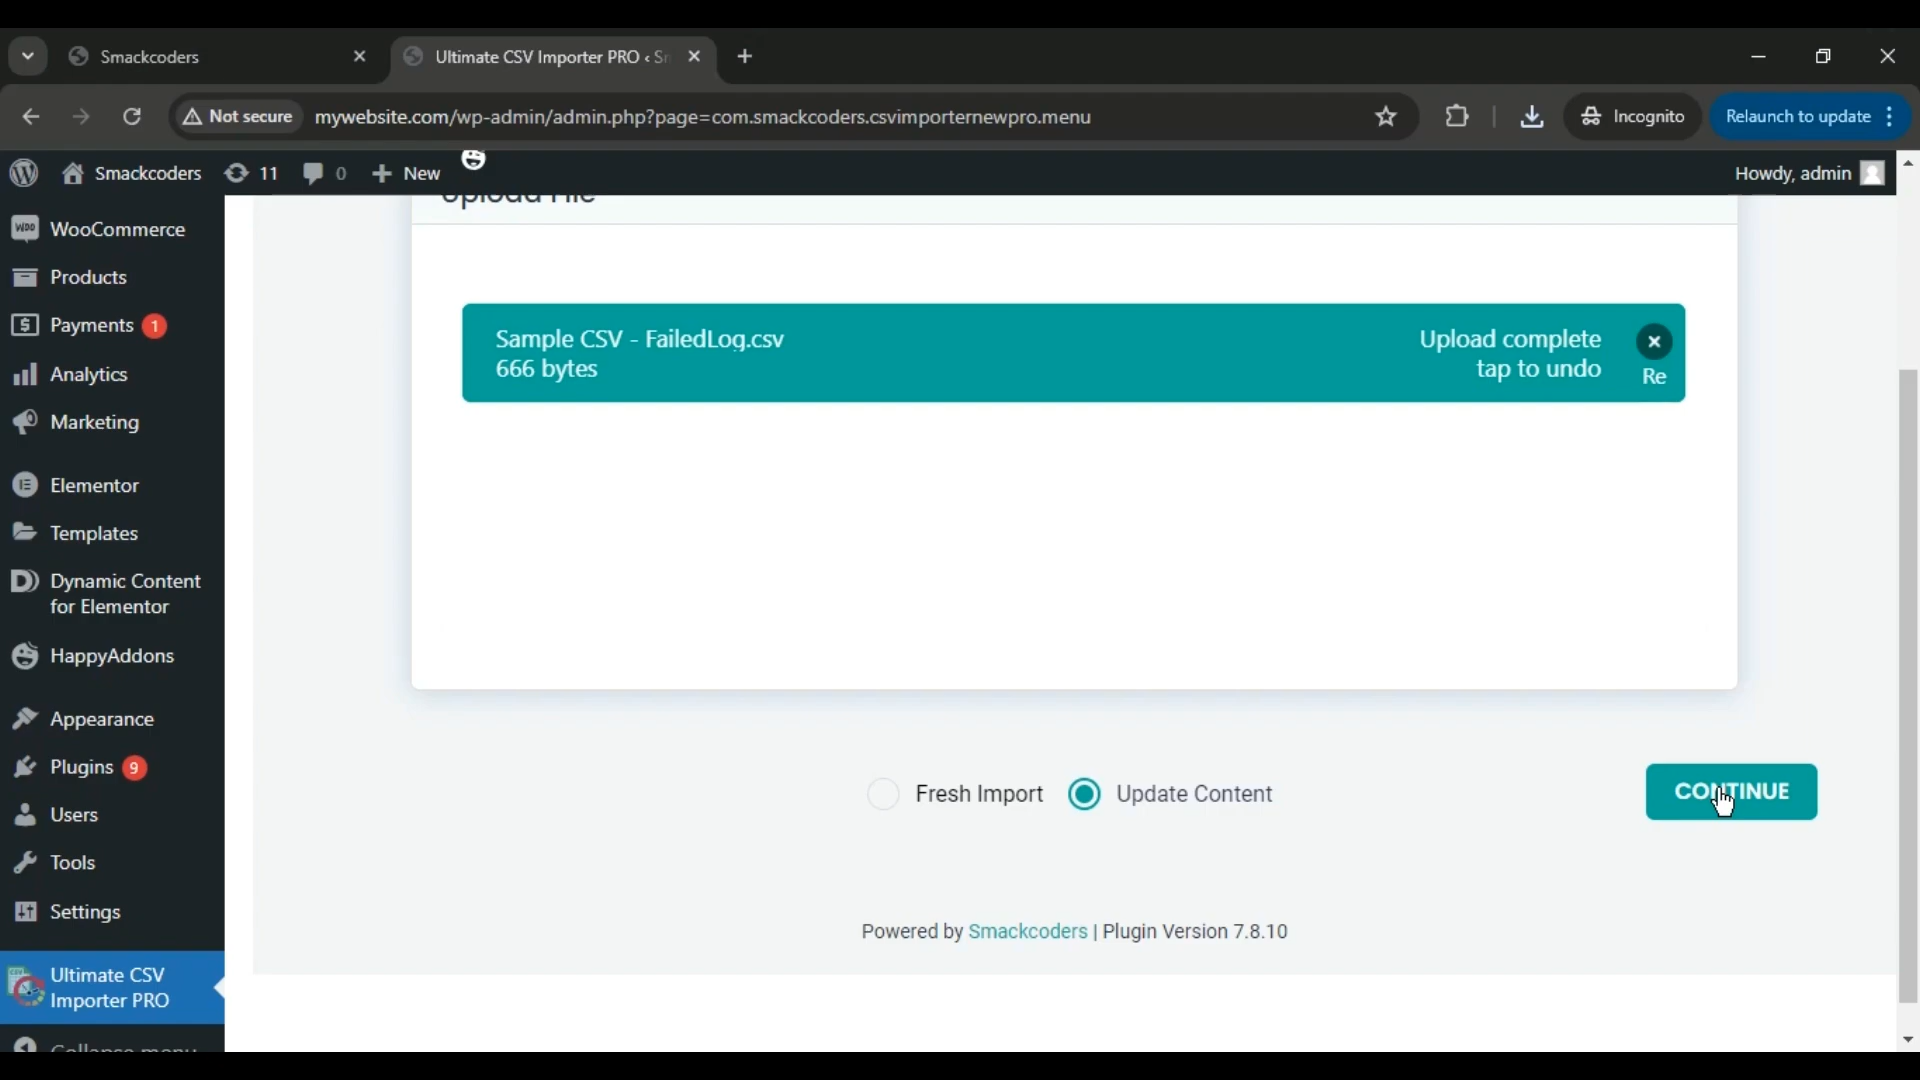 Smackcoders
Ultimate CSV Importer PRO ‹ Sm
Not secure
mywebsite.com/wp-admin/admin.php?page=com.smackcoders.csvimporternewpro.menu
Incognito
Relaunch to update
Smackcoders
11
0
New
Howdy, admin
WooCommerce
Products
Payments 1
Analytics
Marketing
Elementor
Templates
Dynamic Content
for Elementor
HappyAddons
Appearance
Plugins 9
Users
Tools
Settings
Ultimate CSV
Importer PRO
Collapse menu
Upload File
Sample CSV - FailedLog.csv
666 bytes
Upload complete
tap to undo
Re
Fresh Import
Update Content
CONTINUE
Powered by Smackcoders | Plugin Version 7.8.10